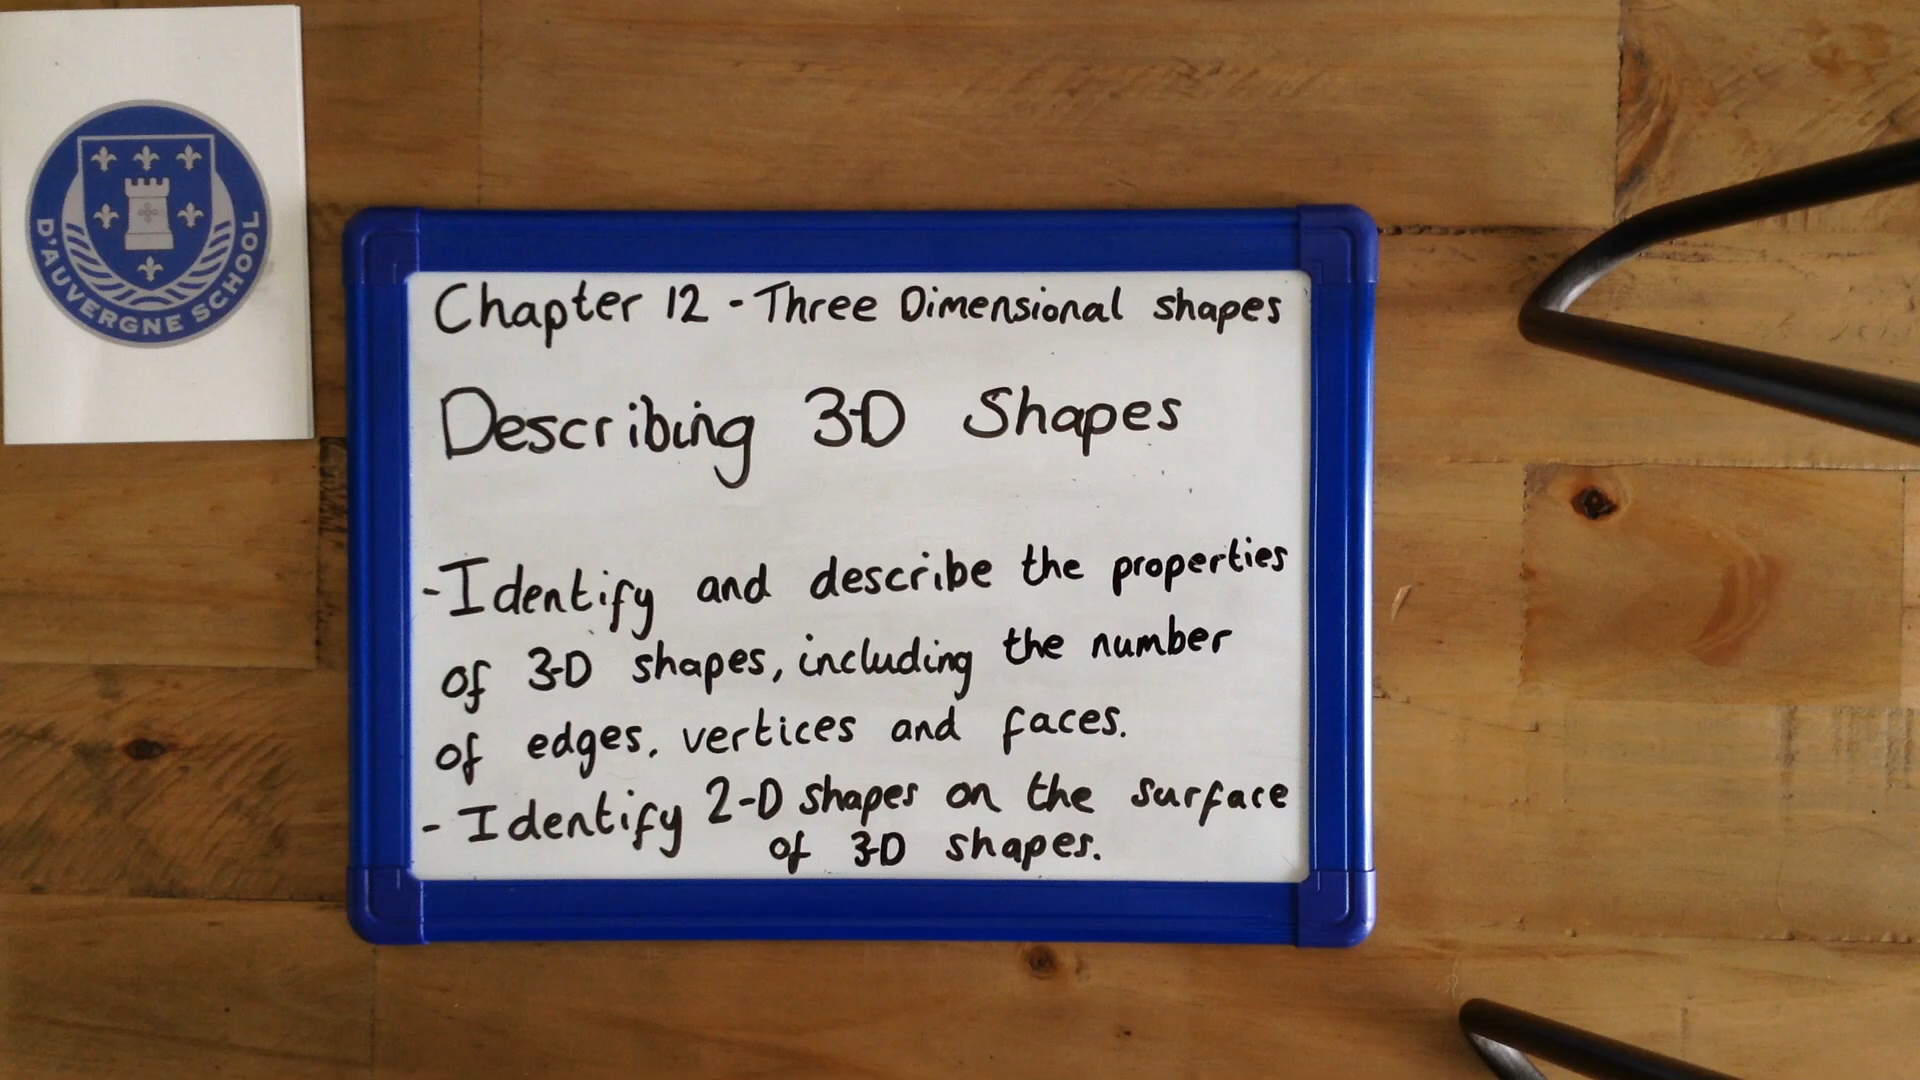 D'AUVERGNE SCHOOL
Chapter 12 - Three Dimensional shapes
Describing 3-D Shapes
- Identify and describe the properties
of 3-D shapes, including the number
of edges, vertices and faces.
- Identify 2-D shapes on the surface
of 3-D shapes.